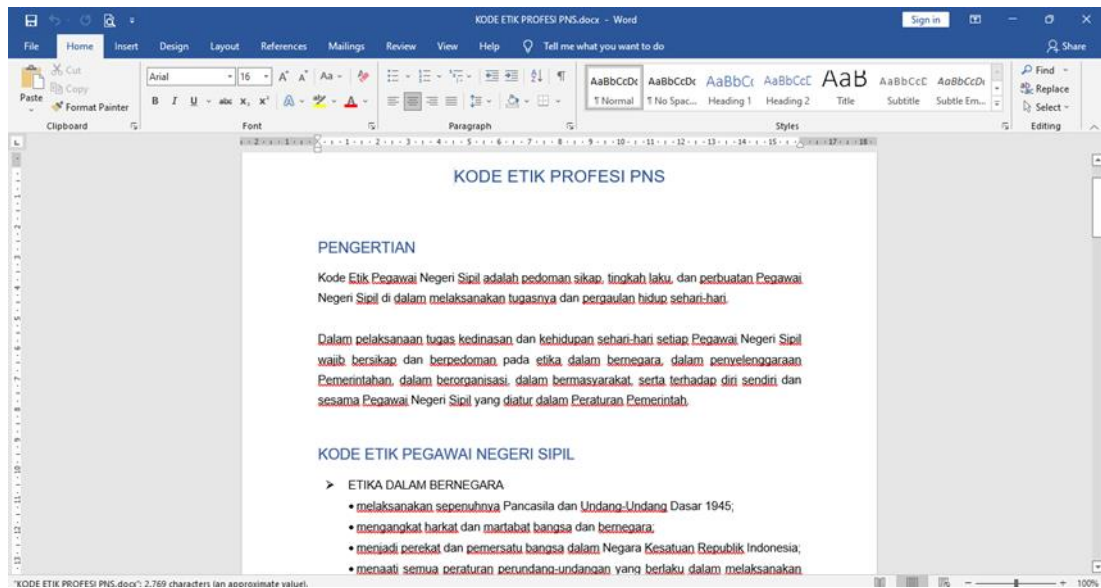 KODE ETIK PROFESI PNS.docx - Word
Sign in
File Home Insert Design Layout References Mailings Review View Help Tell me what you want to do Share
Paste
Cut
Copy
Format Painter
Clipboard
Arial 16
Font
Paragraph
AaBbCcDc AaBbCcDc AaBbCc AaBbCcE AaB AaBbCcE AaBbCcDc
¶ Normal ¶ No Spac... Heading 1 Heading 2 Title Subtitle Subtle Em...
Styles
Find
Replace
Select
Editing
KODE ETIK PROFESI PNS
PENGERTIAN
Kode Etik Pegawai Negeri Sipil adalah pedoman sikap, tingkah laku, dan perbuatan Pegawai
Negeri Sipil di dalam melaksanakan tugasnya dan pergaulan hidup sehari-hari.
Dalam pelaksanaan tugas kedinasan dan kehidupan sehari-hari setiap Pegawai Negeri Sipil
wajib bersikap dan berpedoman pada etika dalam bernegara, dalam penyelenggaraan
Pemerintahan, dalam berorganisasi, dalam bermasyarakat, serta terhadap diri sendiri dan
sesama Pegawai Negeri Sipil yang diatur dalam Peraturan Pemerintah.
KODE ETIK PEGAWAI NEGERI SIPIL
➤ ETIKA DALAM BERNEGARA
• melaksanakan sepenuhnya Pancasila dan Undang-Undang Dasar 1945;
• mengangkat harkat dan martabat bangsa dan bernegara;
• menjadi perekat dan pemersatu bangsa dalam Negara Kesatuan Republik Indonesia;
• menaati semua peraturan perundang-undangan yang berlaku dalam melaksanakan
"KODE ETIK PROFESI PNS.docx": 2.769 characters (an approximate value).
100%